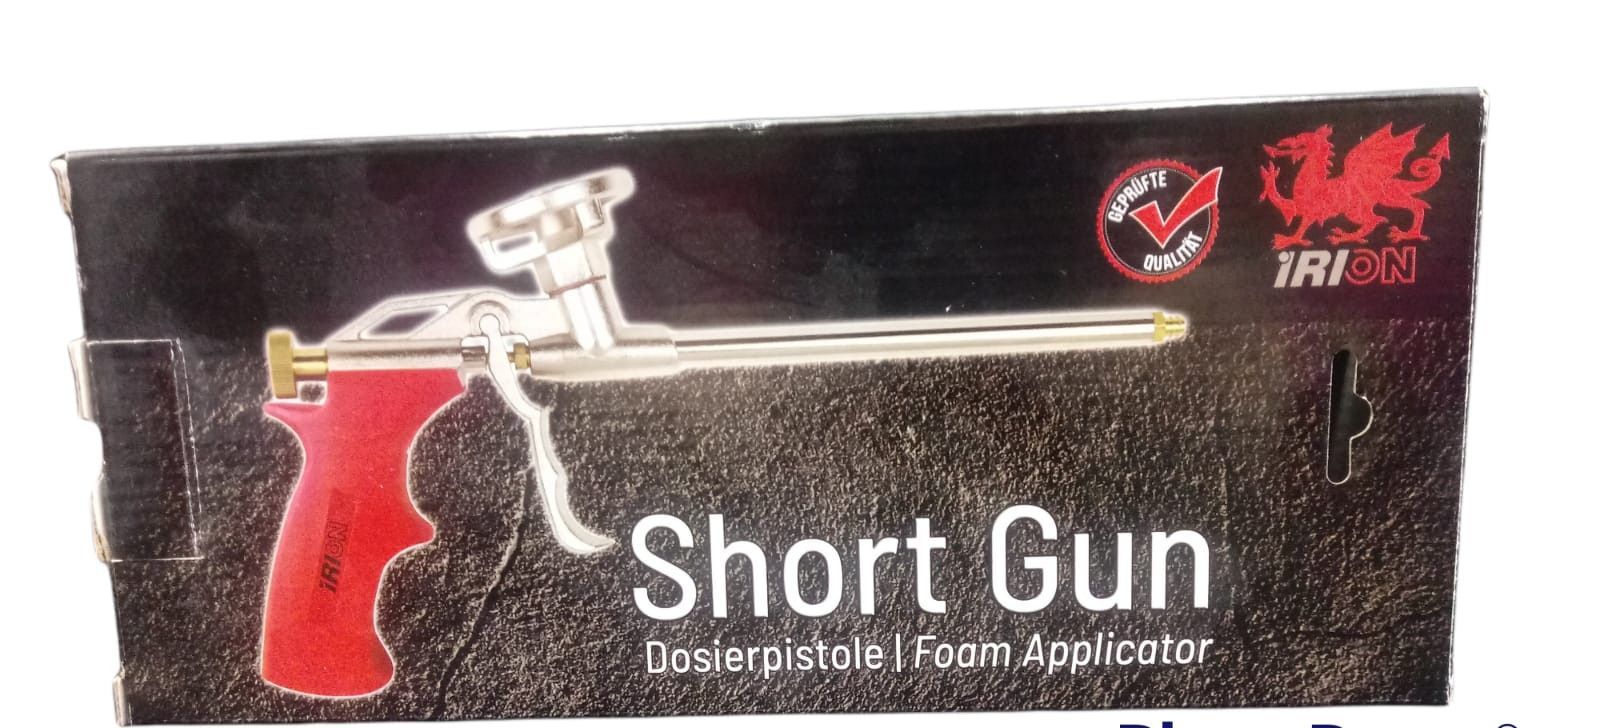 GEPRÜFTE
QUALITÄT
iRION
iRION
Short Gun
Dosierpistole | Foam Applicator